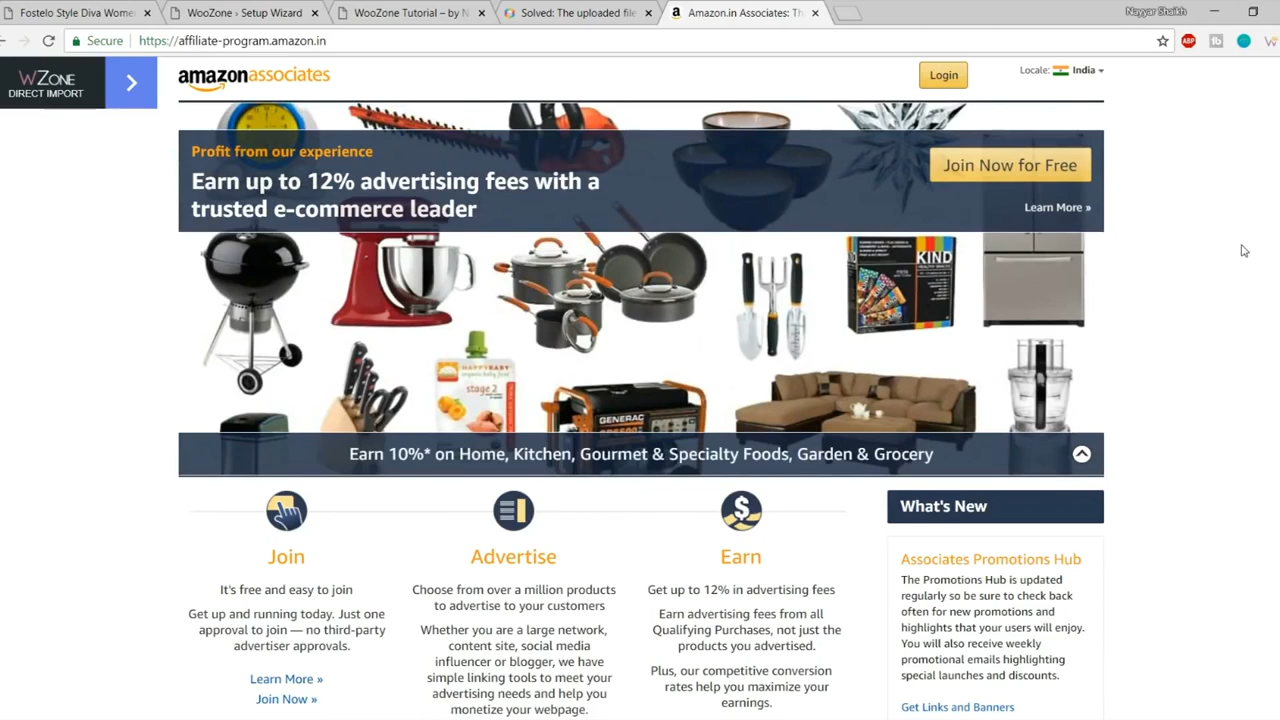 Fostelo Style Diva Wome
WooZone › Setup Wizard
WooZone Tutorial – by N
Solved: The uploaded file
Amazon.in Associates: Th
Nayyar Shaikh
Secure
https://affiliate-program.amazon.in
ABP
WZONE
DIRECT IMPORT
amazonassociates
Login
Locale:
India
Profit from our experience
Earn up to 12% advertising fees with a
trusted e-commerce leader
Join Now for Free
Learn More »
KIND
HAPPYBABY
stage 2
GENERAC
Earn 10%* on Home, Kitchen, Gourmet & Specialty Foods, Garden & Grocery
Join
It's free and easy to join
Get up and running today. Just one
approval to join — no third-party
advertiser approvals.
Learn More »
Join Now »
Advertise
Choose from over a million products
to advertise to your customers
Whether you are a large network,
content site, social media
influencer or blogger, we have
simple linking tools to meet your
advertising needs and help you
monetize your webpage.
Earn
Get up to 12% in advertising fees
Earn advertising fees from all
Qualifying Purchases, not just the
products you advertised.
Plus, our competitive conversion
rates help you maximize your
earnings.
What's New
Associates Promotions Hub
The Promotions Hub is updated
regularly so be sure to check back
often for new promotions and
highlights that your users will enjoy.
You will also receive weekly
promotional emails highlighting
special launches and discounts.
Get Links and Banners